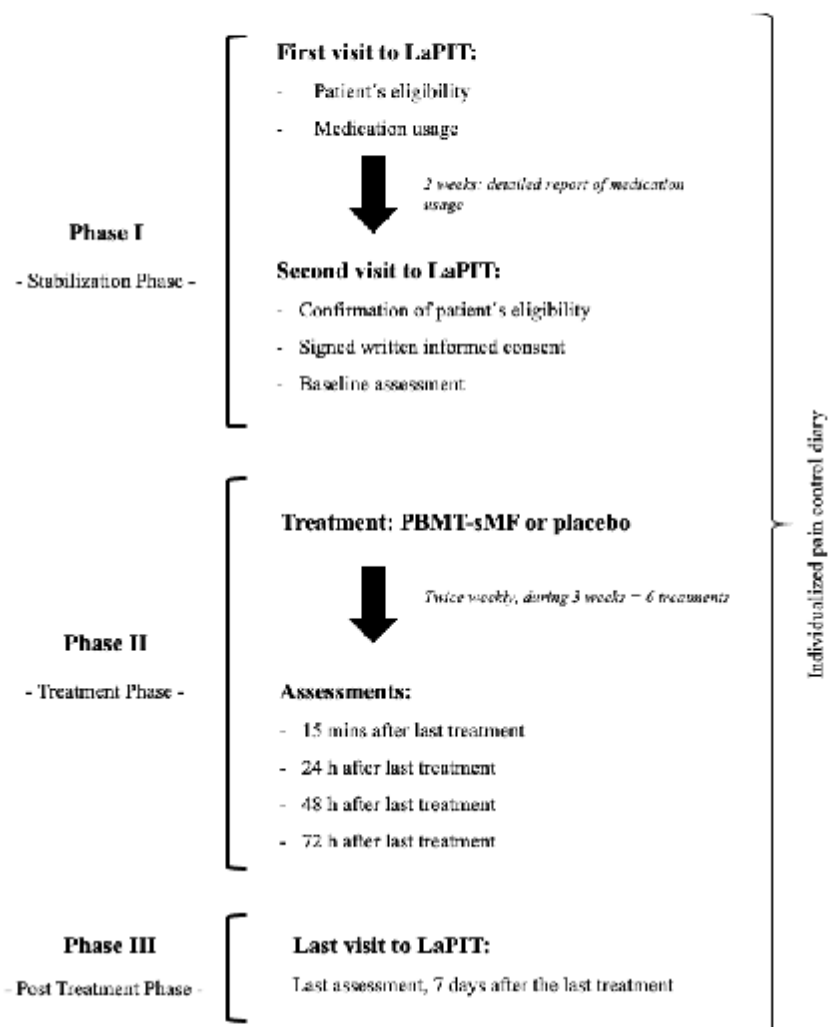 First visit to LaPIT:
- Patient´s eligibility
- Medication usage
2 weeks: detailed report of medication
usage
Phase I
- Stabilization Phase -
Second visit to LaPIT:
- Confirmation of patient´s eligibility
- Signed written informed consent
- Baseline assessment
Treatment: PBMT-sMF or placebo
Twice weekly, during 3 weeks = 6 treatments
Phase II
- Treatment Phase -
Assessments:
- 15 mins after last treatment
- 24 h after last treatment
- 48 h after last treatment
- 72 h after last treatment
Phase III
- Post Treatment Phase -
Last visit to LaPIT:
Last assessment, 7 days after the last treatment
Individualized pain control diary